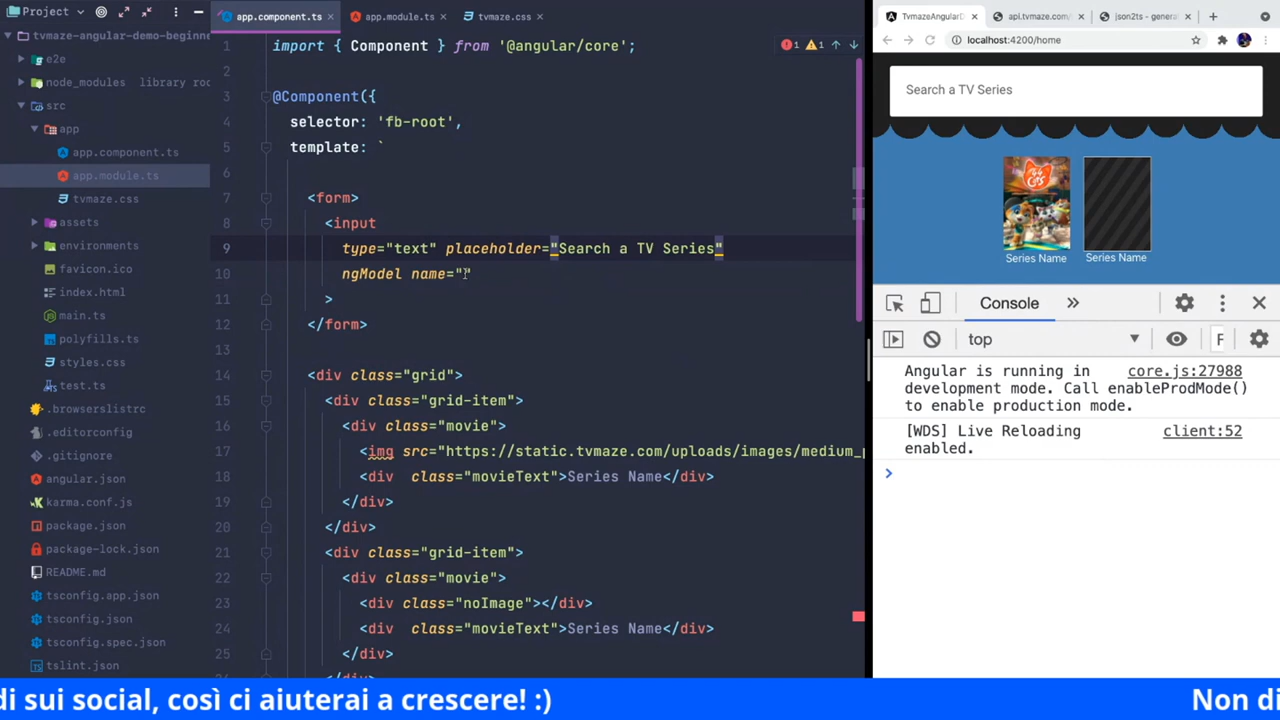 Project
app.component.ts
app.module.ts
tvmaze.css
tvmaze-angular-demo-beginne
e2e
node_modules library roo
src
app
app.component.ts
app.module.ts
tvmaze.css
assets
environments
favicon.ico
index.html
main.ts
polyfills.ts
styles.css
test.ts
.browserslistrc
.editorconfig
.gitignore
angular.json
karma.conf.js
package.json
package-lock.json
README.md
tsconfig.app.json
tsconfig.json
tsconfig.spec.json
tslint.json
1 import { Component } from '@angular/core';
2
3 @Component({
4 selector: 'fb-root',
5 template: `
6
7 <form>
8 <input
9 type="text" placeholder="Search a TV Series"
10 ngModel name=""
11 >
12 </form>
13
14 <div class="grid">
15 <div class="grid-item">
16 <div class="movie">
17 <img src="https://static.tvmaze.com/uploads/images/medium_p
18 <div class="movieText">Series Name</div>
19 </div>
20 </div>
21 <div class="grid-item">
22 <div class="movie">
23 <div class="noImage"></div>
24 <div class="movieText">Series Name</div>
25 </div>
1 1
TvmazeAngularD
api.tvmaze.com/
json2ts - genera
localhost:4200/home
Search a TV Series
44 CATS
Series Name
Series Name
Console
top
F
Angular is running in core.js:27988
development mode. Call enableProdMode()
to enable production mode.
[WDS] Live Reloading client:52
enabled.
di sui social, così ci aiuterai a crescere! :) Non di